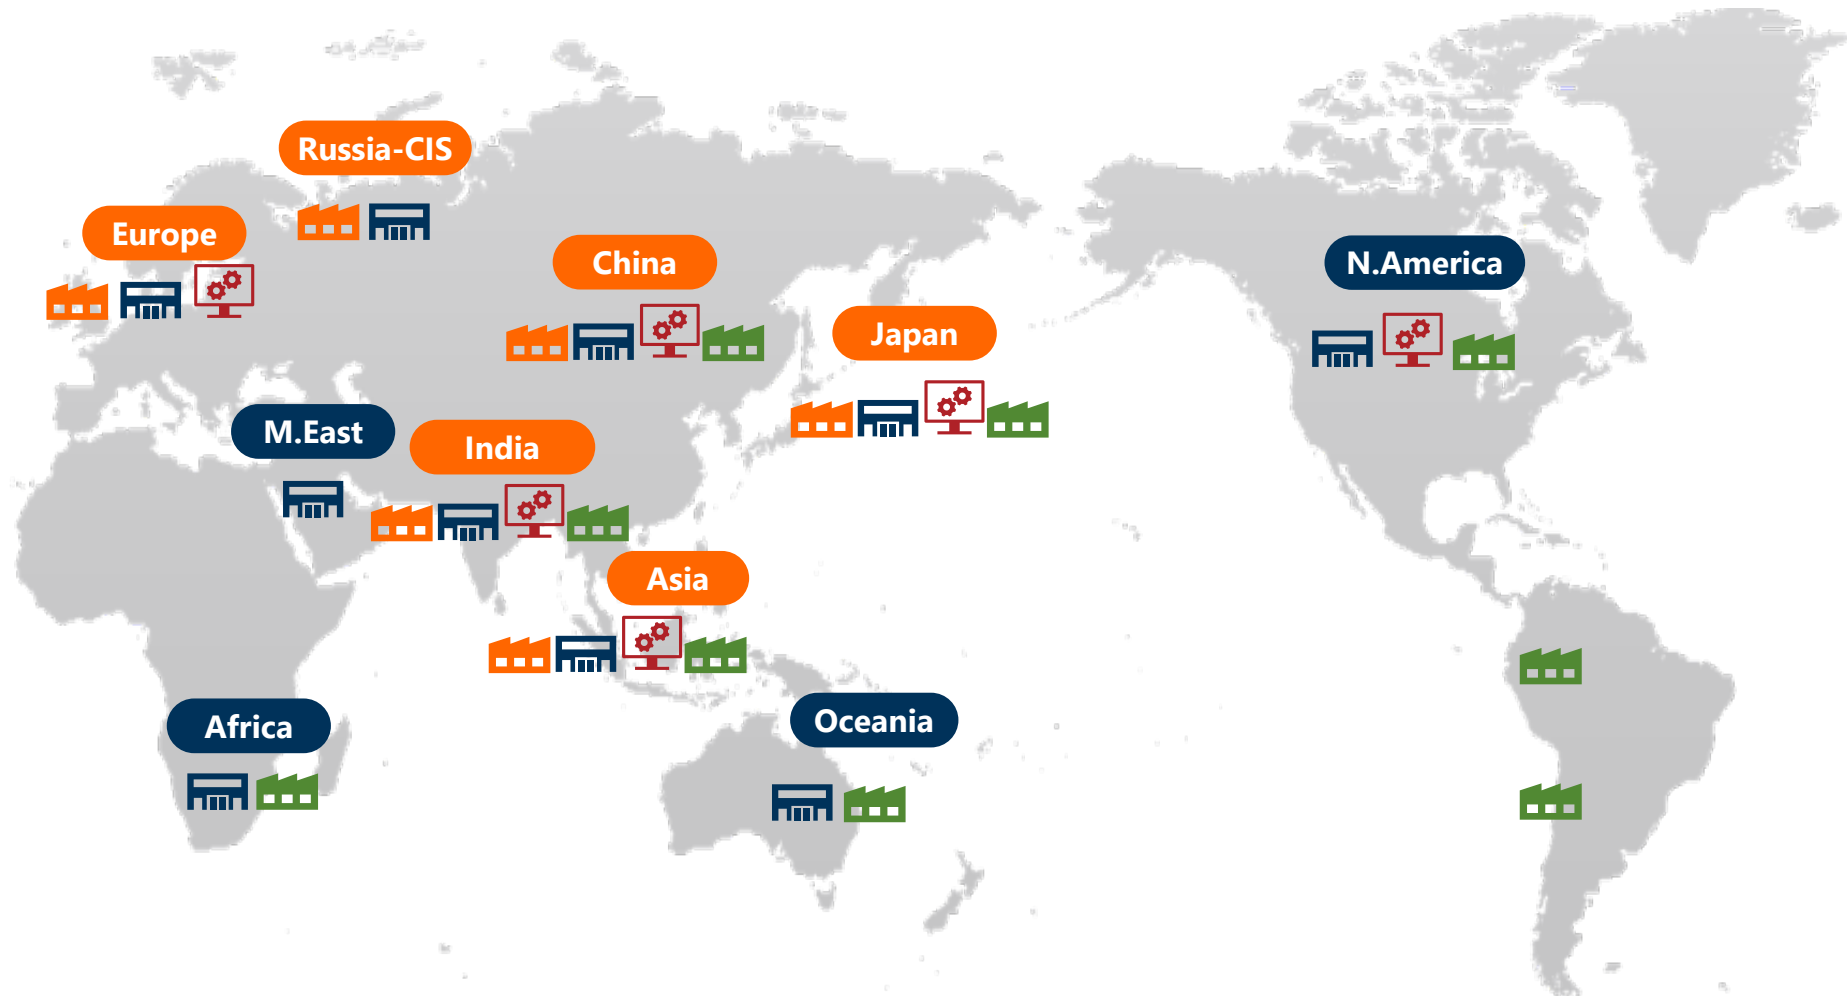 Russia-CIS
Europe
China
N.America
Japan
M.East
India
Asia
Africa
Oceania